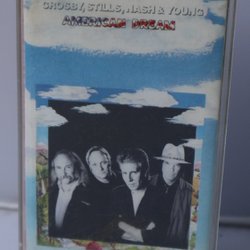 CROSBY, STILLS, NASH & YOUNG
AMERICAN DREAM